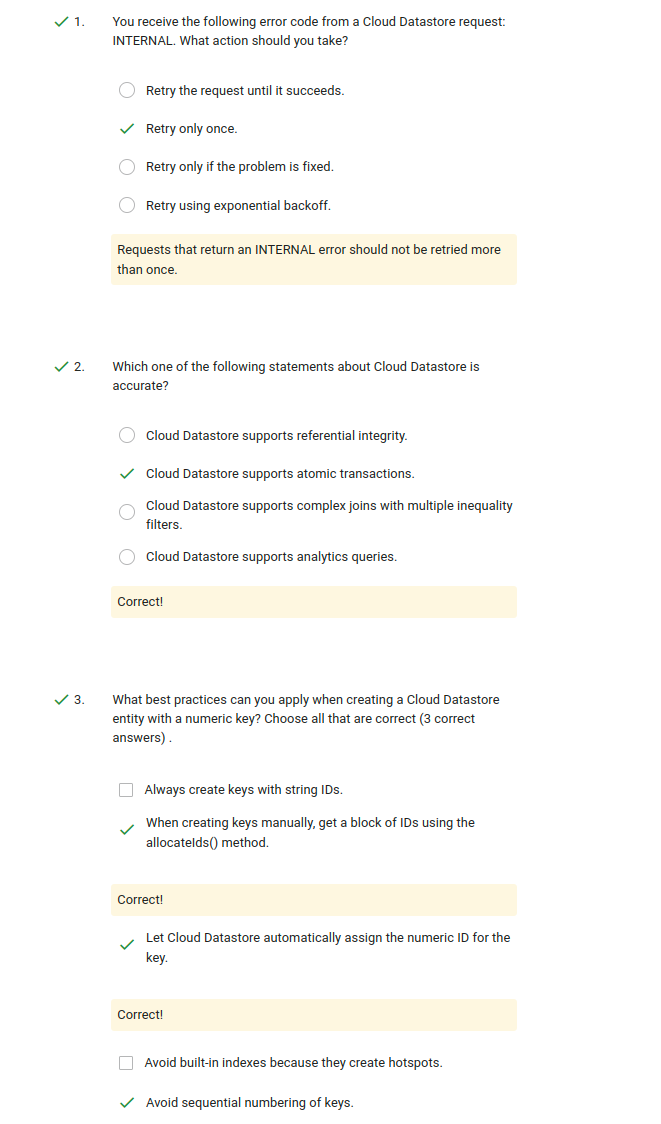 1. You receive the following error code from a Cloud Datastore request:
INTERNAL. What action should you take?
Retry the request until it succeeds.
Retry only once.
Retry only if the problem is fixed.
Retry using exponential backoff.
Requests that return an INTERNAL error should not be retried more
than once.
2. Which one of the following statements about Cloud Datastore is
accurate?
Cloud Datastore supports referential integrity.
Cloud Datastore supports atomic transactions.
Cloud Datastore supports complex joins with multiple inequality
filters.
Cloud Datastore supports analytics queries.
Correct!
3. What best practices can you apply when creating a Cloud Datastore
entity with a numeric key? Choose all that are correct (3 correct
answers) .
Always create keys with string IDs.
When creating keys manually, get a block of IDs using the
allocateIds() method.
Correct!
Let Cloud Datastore automatically assign the numeric ID for the
key.
Correct!
Avoid built-in indexes because they create hotspots.
Avoid sequential numbering of keys.